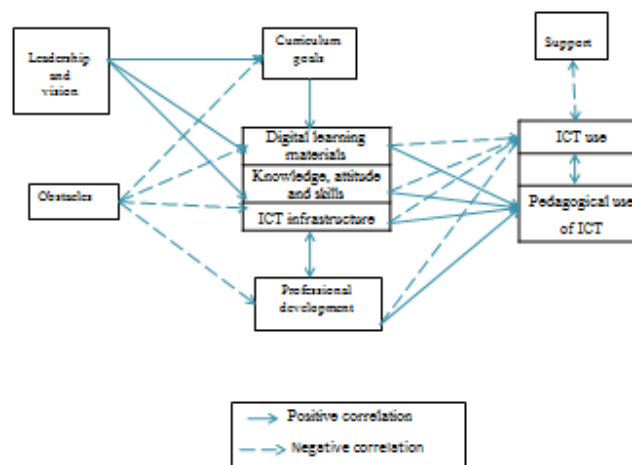 Leadership
and
vision
Curriculum
goals
Support
Digital learning
materials
Knowledge, attitude
and skills
ICT infrastructure
ICT use
Pedagogical use
of ICT
Obstacles
Professional
development
Positive correlation
Negative correlation